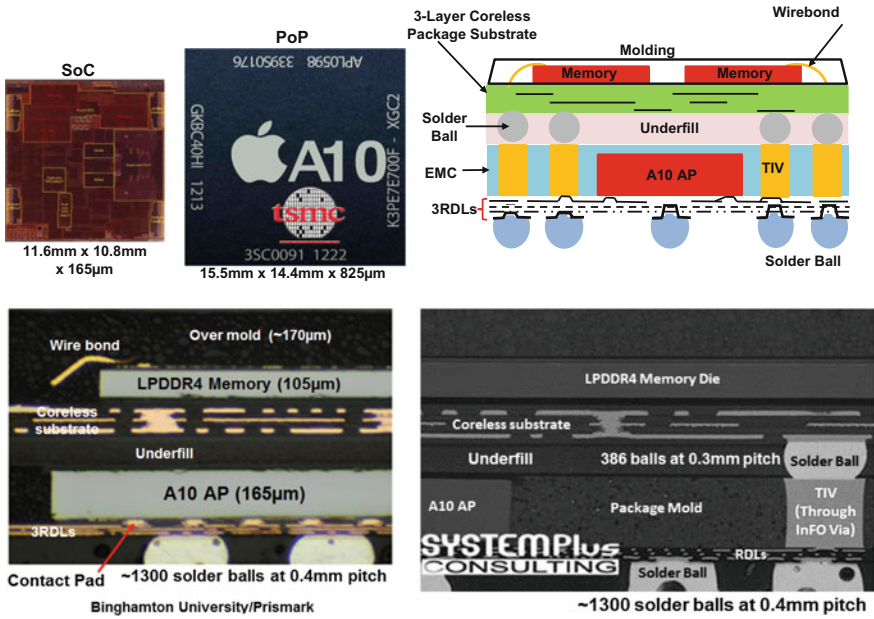 SoC
11.6mm x 10.8mm
x 165µm
PoP
33950176 APL0598
GKBC40HI 1213
K3PE7E700F - XGC2
A10
tsmc
3SC0091 1222
15.5mm x 14.4mm x 825µm
3-Layer Coreless
Package Substrate
Wirebond
Molding
Memory
Memory
Solder
Ball
Underfill
EMC
A10 AP
TIV
3RDLs
Solder Ball
Over mold (~170µm)
Wire bond
LPDDR4 Memory (105µm)
Coreless
substrate
Underfill
A10 AP (165µm)
3RDLs
Contact Pad
~1300 solder balls at 0.4mm pitch
Binghamton University/Prismark
LPDDR4 Memory Die
Coreless substrate
Underfill
386 balls at 0.3mm pitch
Solder Ball
A10 AP
Package Mold
TIV
(Through
InFO Via)
SYSTEMPlus
CONSULTING
RDLs
Solder Ball
~1300 solder balls at 0.4mm pitch